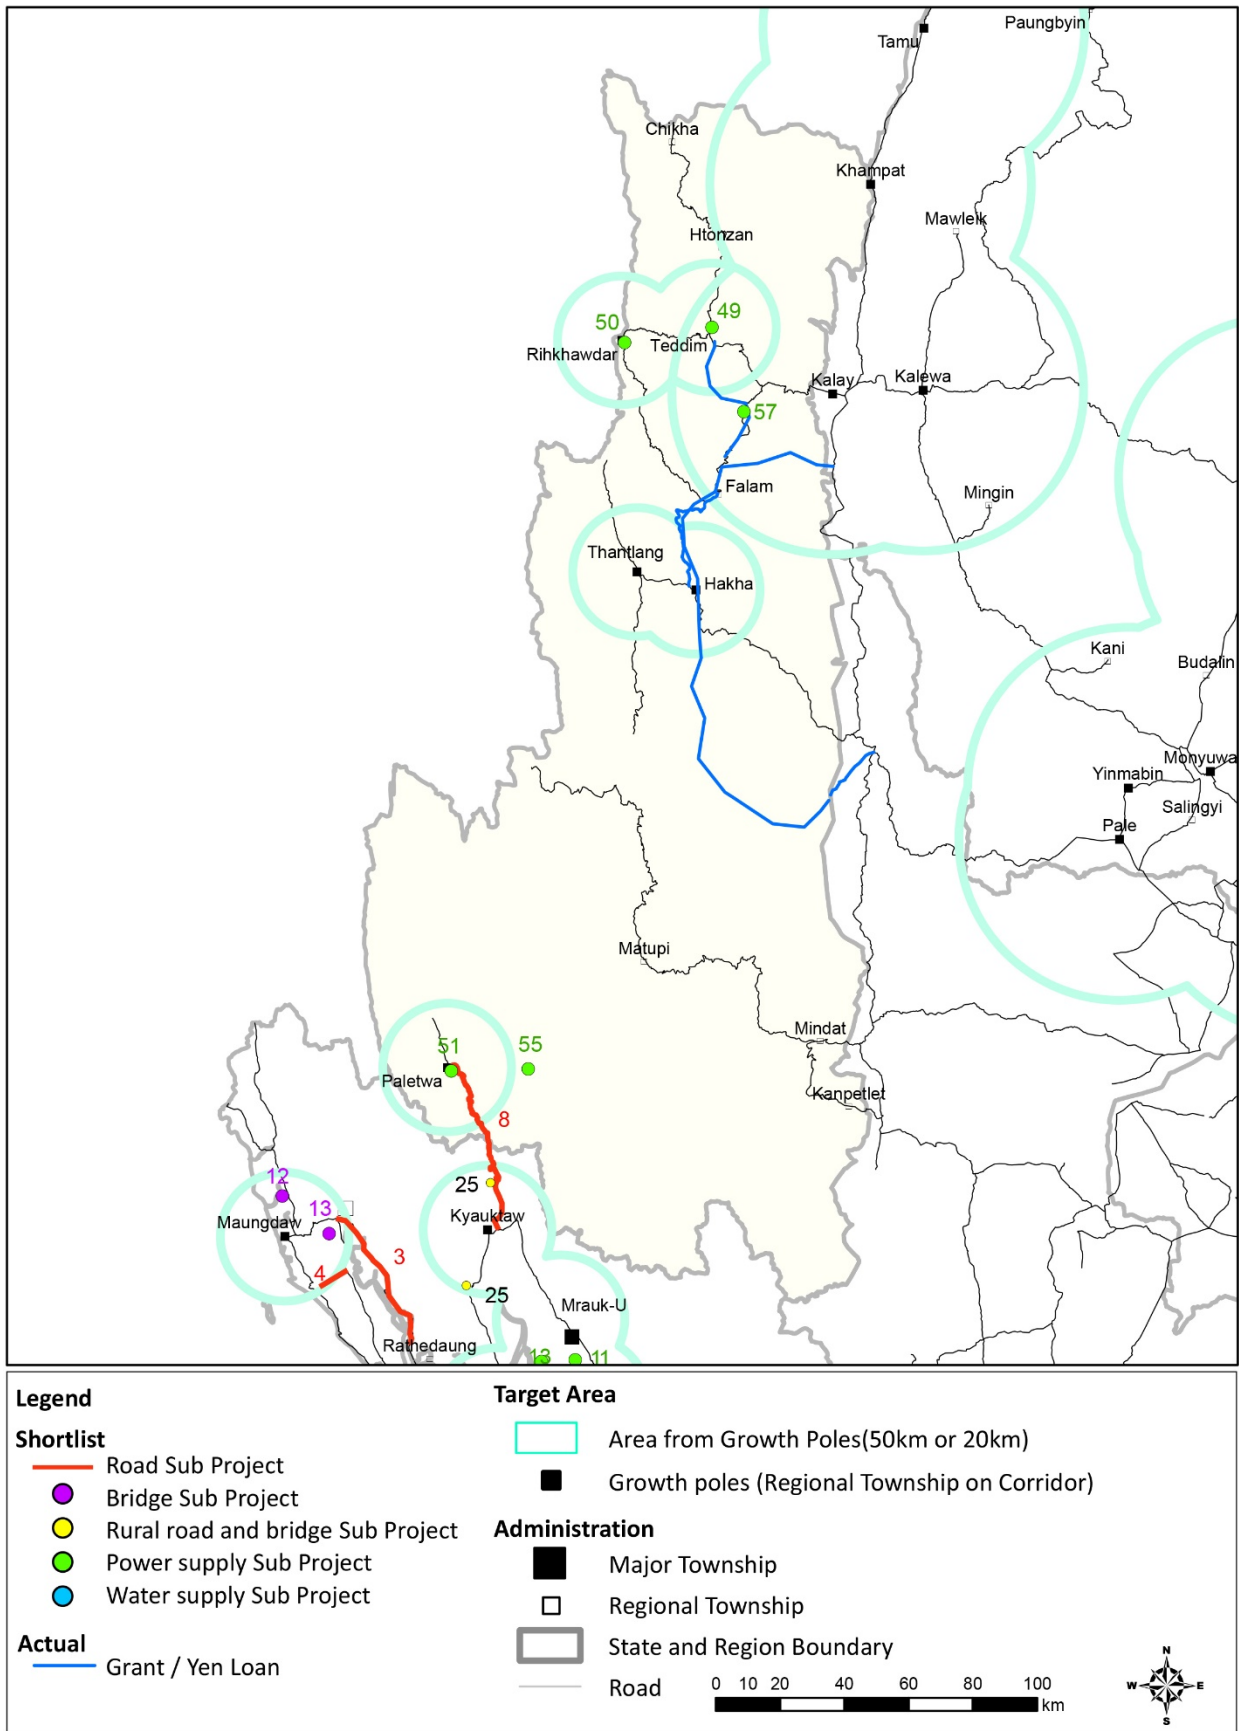 Paungbyin
Tamu
Chikha
Khampat
Mawleik
Htonzan
49
50
Teddim
Rihkhawdar
Kalay
Kalewa
57
Falam
Mingin
Thantlang
Hakha
Kani
Budalin
Monyuwa
Yinmabin
Salingyi
Pale
Matupi
Mindat
51
55
Paletwa
Kanpetlet
8
12
25
13
Kyauktaw
Maungdaw
3
4
25
Mrauk-U
Rathedaung
13
11
Legend
Shortlist
Road Sub Project
Bridge Sub Project
Rural road and bridge Sub Project
Power supply Sub Project
Water supply Sub Project
Actual
Grant / Yen Loan
Target Area
Area from Growth Poles(50km or 20km)
Growth poles (Regional Township on Corridor)
Administration
Major Township
Regional Township
State and Region Boundary
Road
0 10 20 40 60 80 100
km
N
W E
S